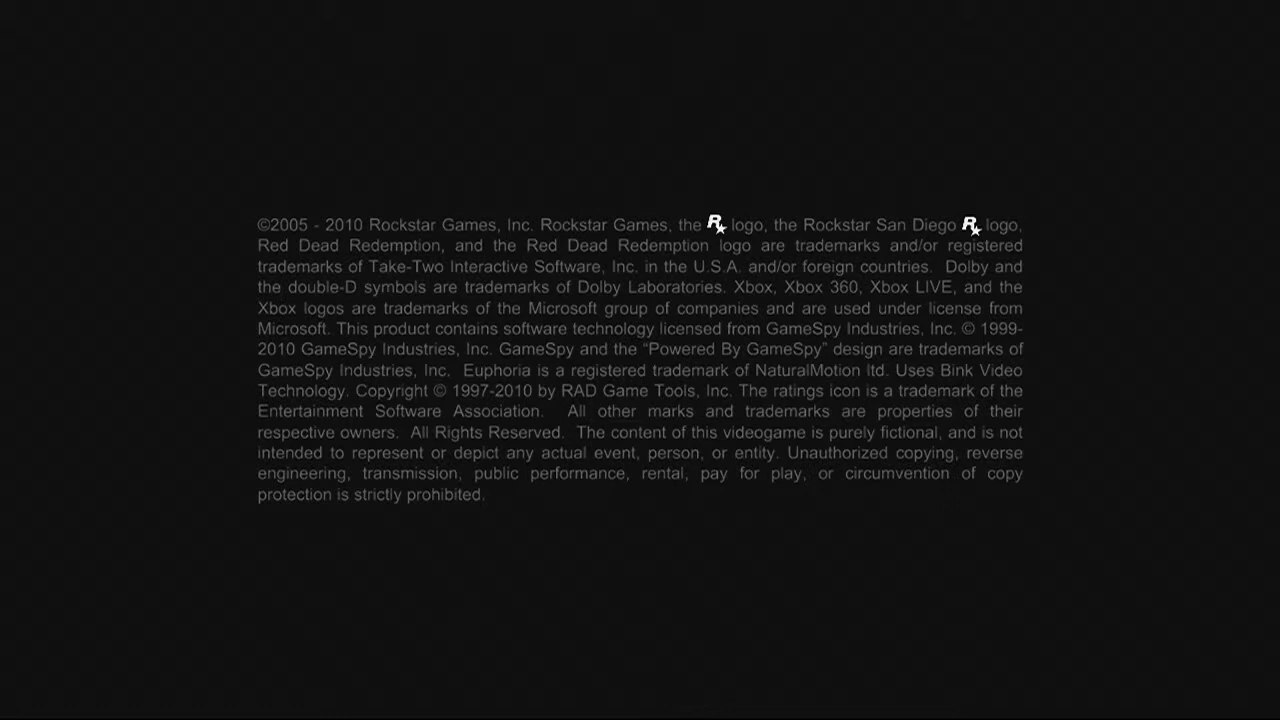 ©2005 - 2010 Rockstar Games, Inc. Rockstar Games, the R logo, the Rockstar San Diego R logo,
Red Dead Redemption, and the Red Dead Redemption logo are trademarks and/or registered
trademarks of Take-Two Interactive Software, Inc. in the U.S.A. and/or foreign countries.  Dolby and
the double-D symbols are trademarks of Dolby Laboratories. Xbox, Xbox 360, Xbox LIVE, and the
Xbox logos are trademarks of the Microsoft group of companies and are used under license from
Microsoft. This product contains software technology licensed from GameSpy Industries, Inc. © 1999-
2010 GameSpy Industries, Inc. GameSpy and the “Powered By GameSpy” design are trademarks of
GameSpy Industries, Inc.  Euphoria is a registered trademark of NaturalMotion ltd. Uses Bink Video
Technology. Copyright © 1997-2010 by RAD Game Tools, Inc. The ratings icon is a trademark of the
Entertainment Software Association.  All other marks and trademarks are properties of their
respective owners.  All Rights Reserved.  The content of this videogame is purely fictional, and is not
intended to represent or depict any actual event, person, or entity. Unauthorized copying, reverse
engineering, transmission, public performance, rental, pay for play, or circumvention of copy
protection is strictly prohibited.